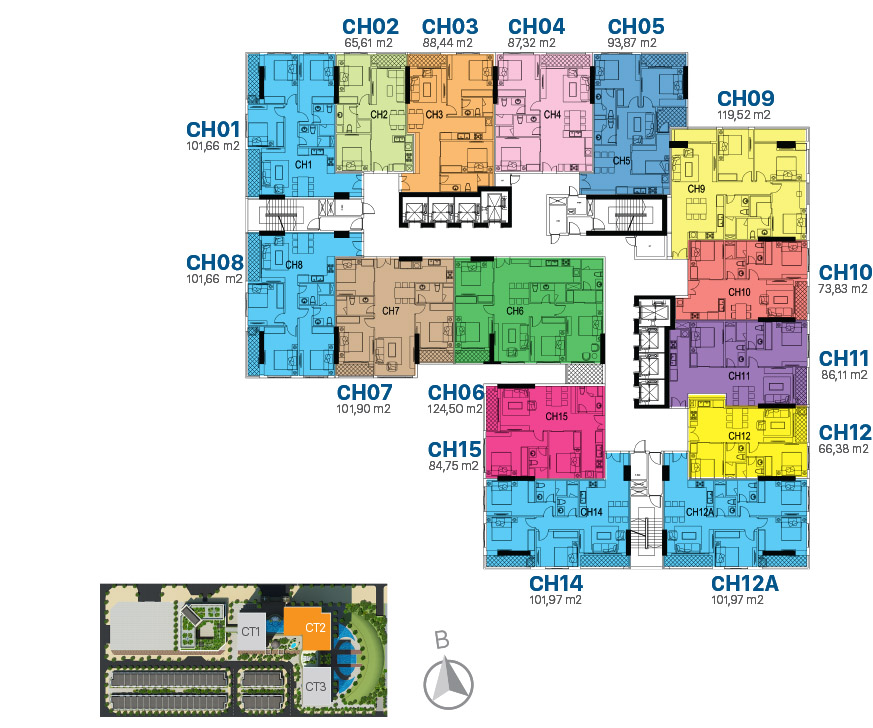 CH02
65,61 m2
CH03
88,44 m2
CH04
87,32 m2
CH05
93,87 m2
CH09
119,52 m2
CH01
101,66 m2
CH1
CH2
CH3
CH4
CH5
CH9
CH08
101,66 m2
CH8
CH7
CH6
CH10
CH10
73,83 m2
CH11
CH11
86,11 m2
CH07
101,90 m2
CH06
124,50 m2
CH15
CH12
CH12
66,38 m2
CH15
84,75 m2
CH14
CH12A
CH14
101,97 m2
CH12A
101,97 m2
CT1
CT2
CT3
B